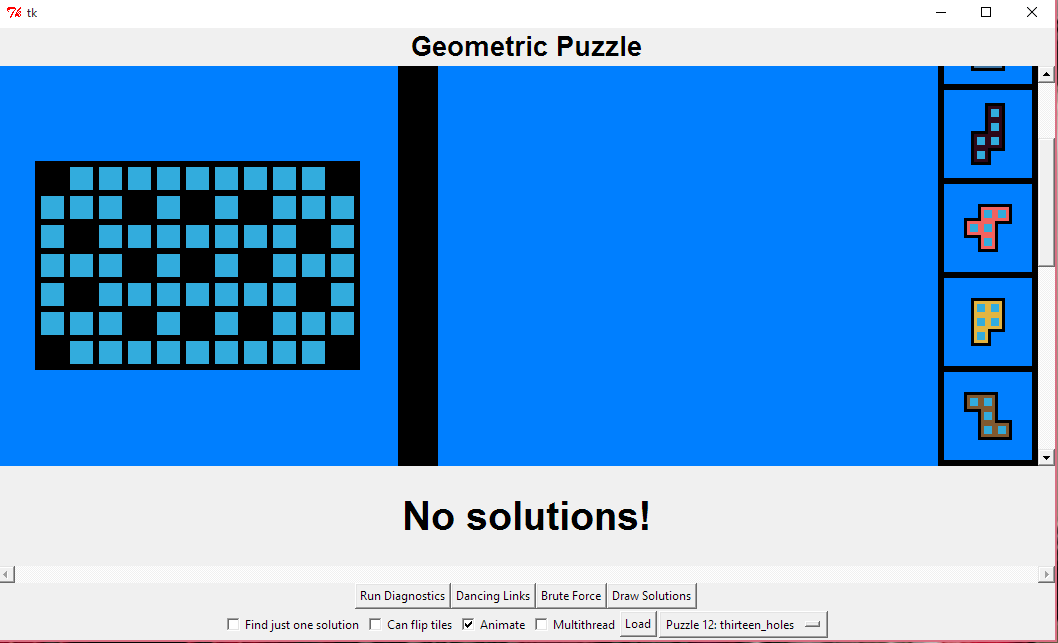 tk
Geometric Puzzle
No solutions!
Run Diagnostics Dancing Links Brute Force Draw Solutions
Find just one solution Can flip tiles Animate Multithread Load Puzzle 12: thirteen_holes